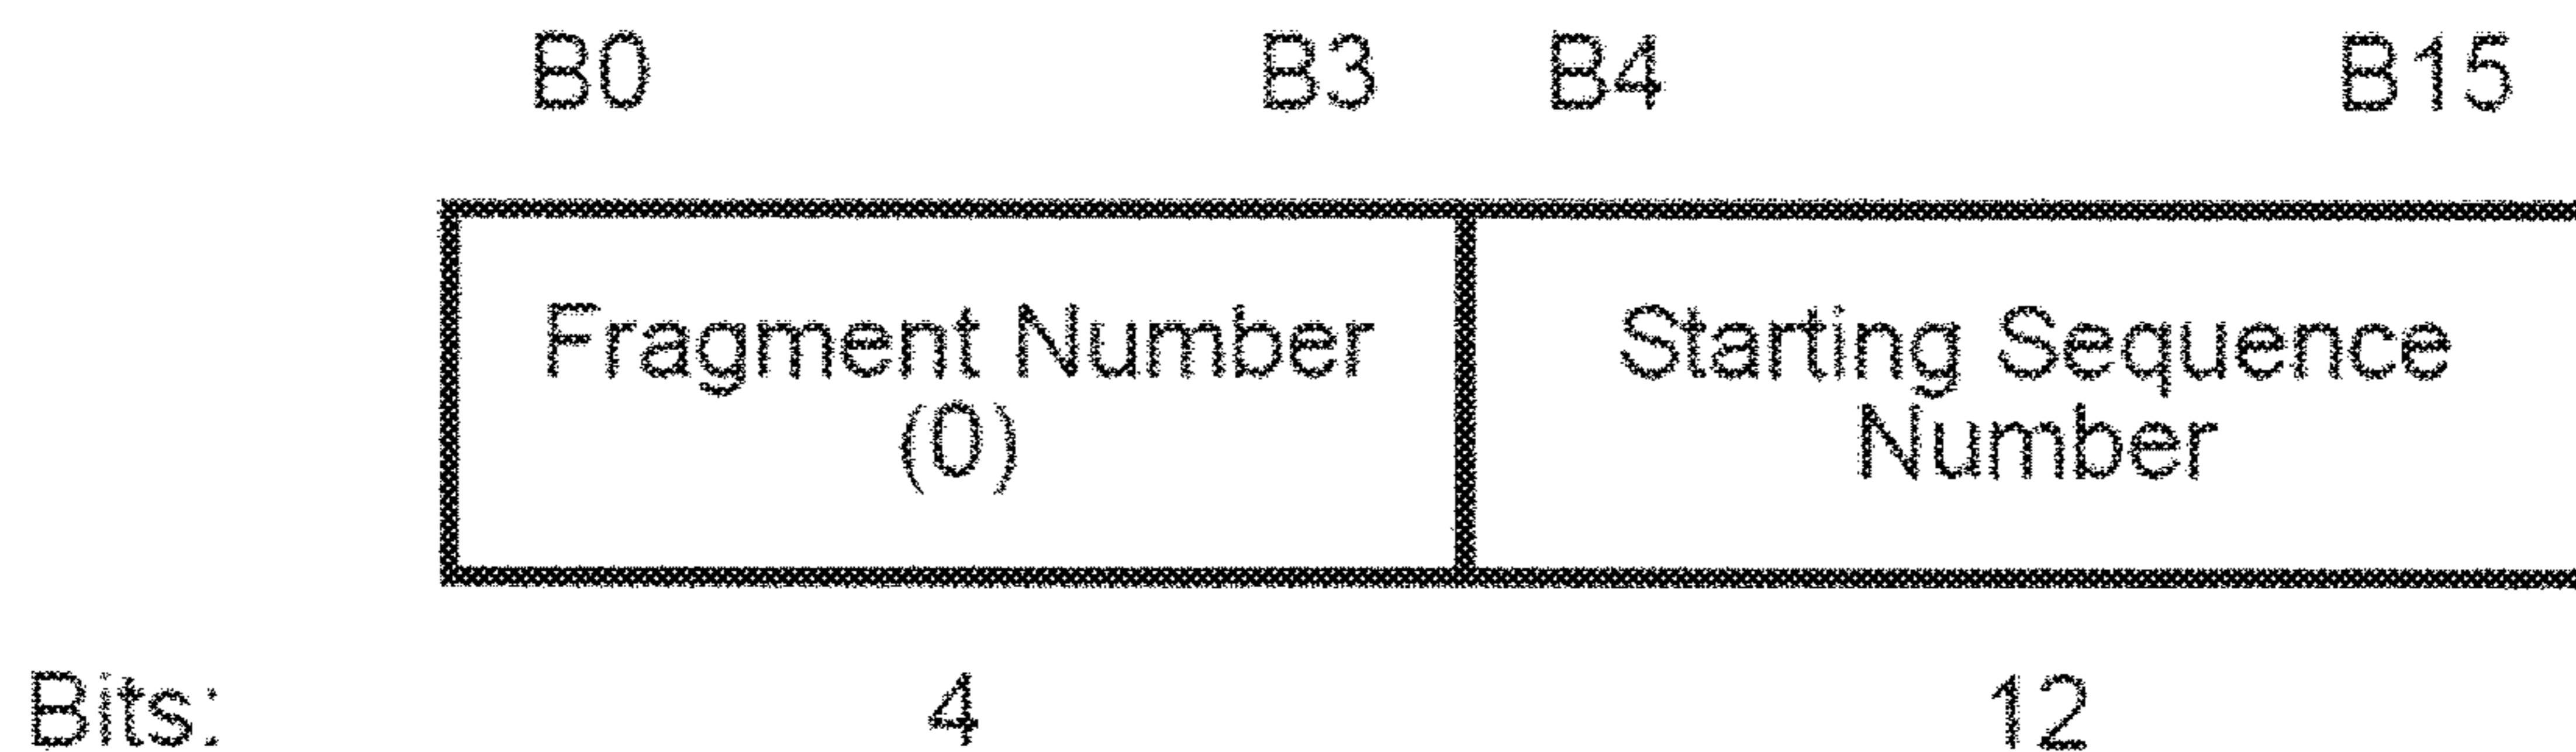 B0 B3 B4 B15
Fragment Number Starting Sequence
(0) Number
Bits: 4 12